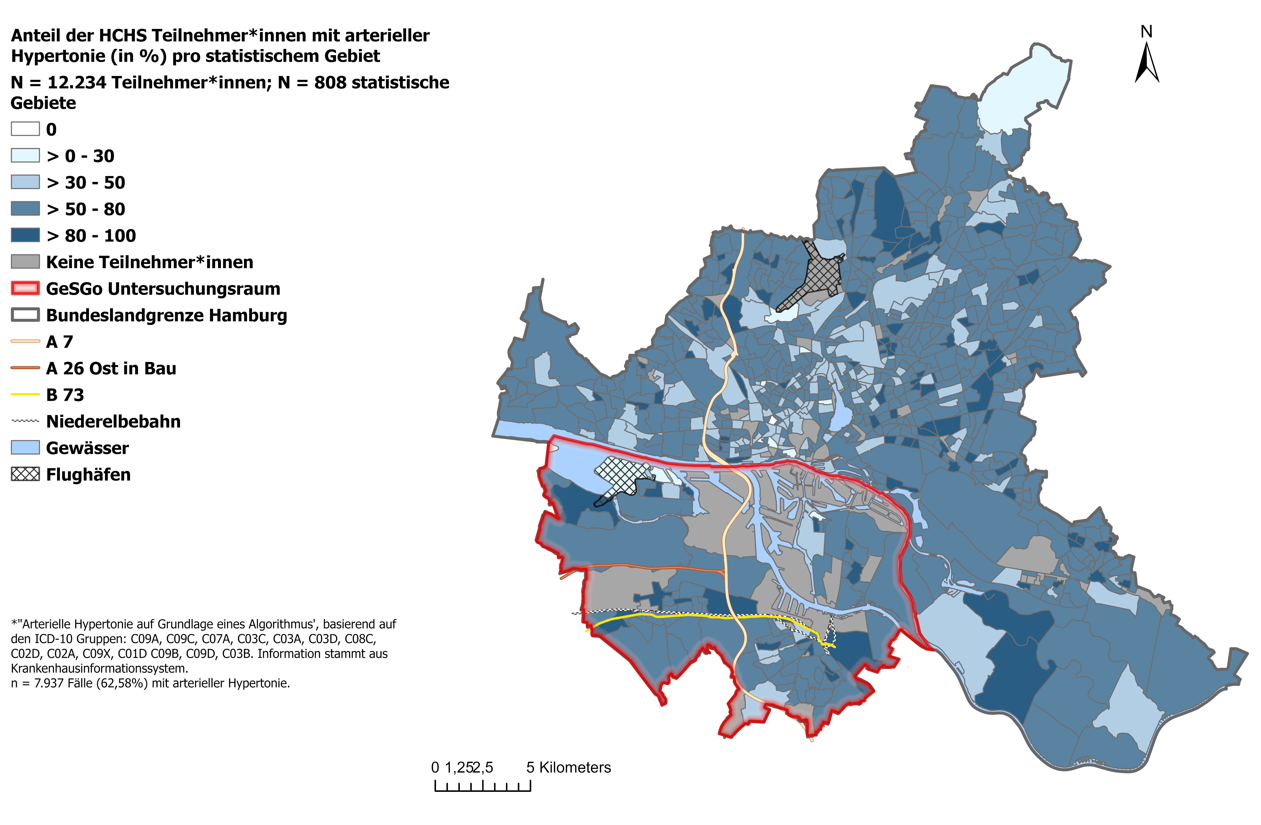 Anteil der HCHS Teilnehmer*innen mit arterieller
Hypertonie (in %) pro statistischem Gebiet
N = 12.234 Teilnehmer*innen; N = 808 statistische
Gebiete
0
> 0 - 30
> 30 - 50
> 50 - 80
> 80 - 100
Keine Teilnehmer*innen
GeSGo Untersuchungsraum
Bundeslandgrenze Hamburg
A 7
A 26 Ost in Bau
B 73
Niederelbebahn
Gewässer
Flughäfen
*"Arterielle Hypertonie auf Grundlage eines Algorithmus', basierend auf
den ICD-10 Gruppen: C09A, C09C, C07A, C03C, C03A, C03D, C08C,
C02D, C02A, C09X, C01D C09B, C09D, C03B. Information stammt aus
Krankenhausinformationssystem.
n = 7.937 Fälle (62,58%) mit arterieller Hypertonie.
N
0 1,252,5 5 Kilometers